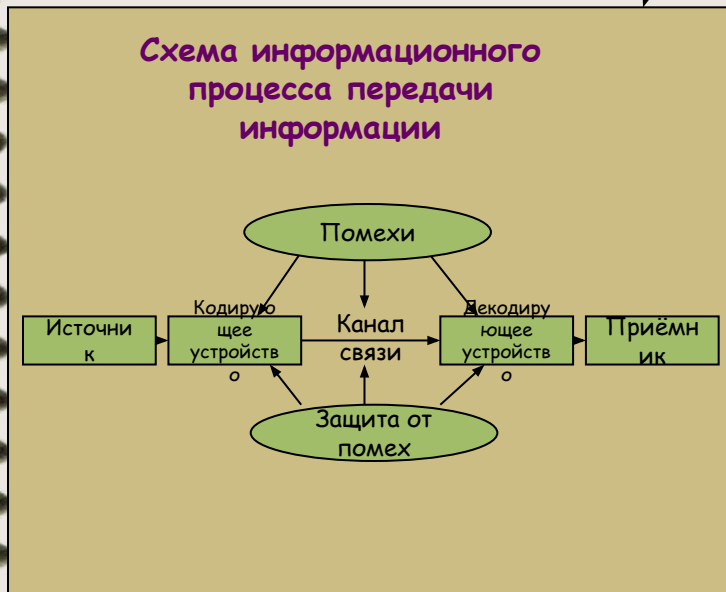 Схема информационного
процесса передачи
информации
Помехи
Источни
к
Кодирую
щее
устройств
о
Канал
связи
Декодиру
ющее
устройств
о
Приёмн
ик
Защита от
помех